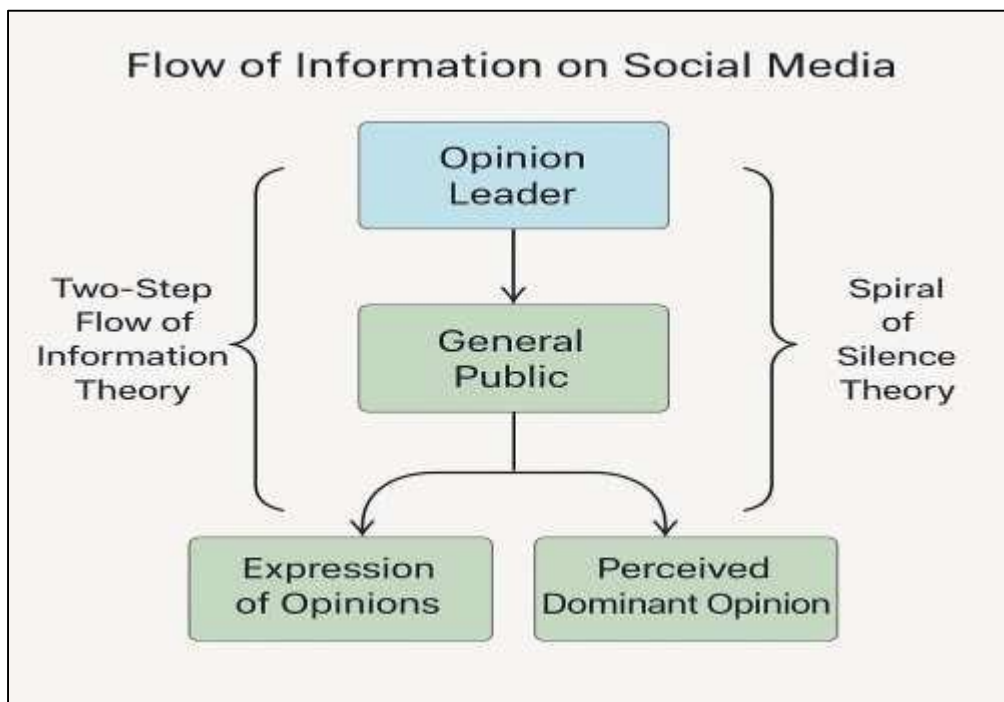 Flow of Information on Social Media
Opinion
Leader
Two-Step
Flow of
Information
Theory
General
Public
Spiral
of
Silence
Theory
Expression
of Opinions
Perceived
Dominant Opinion